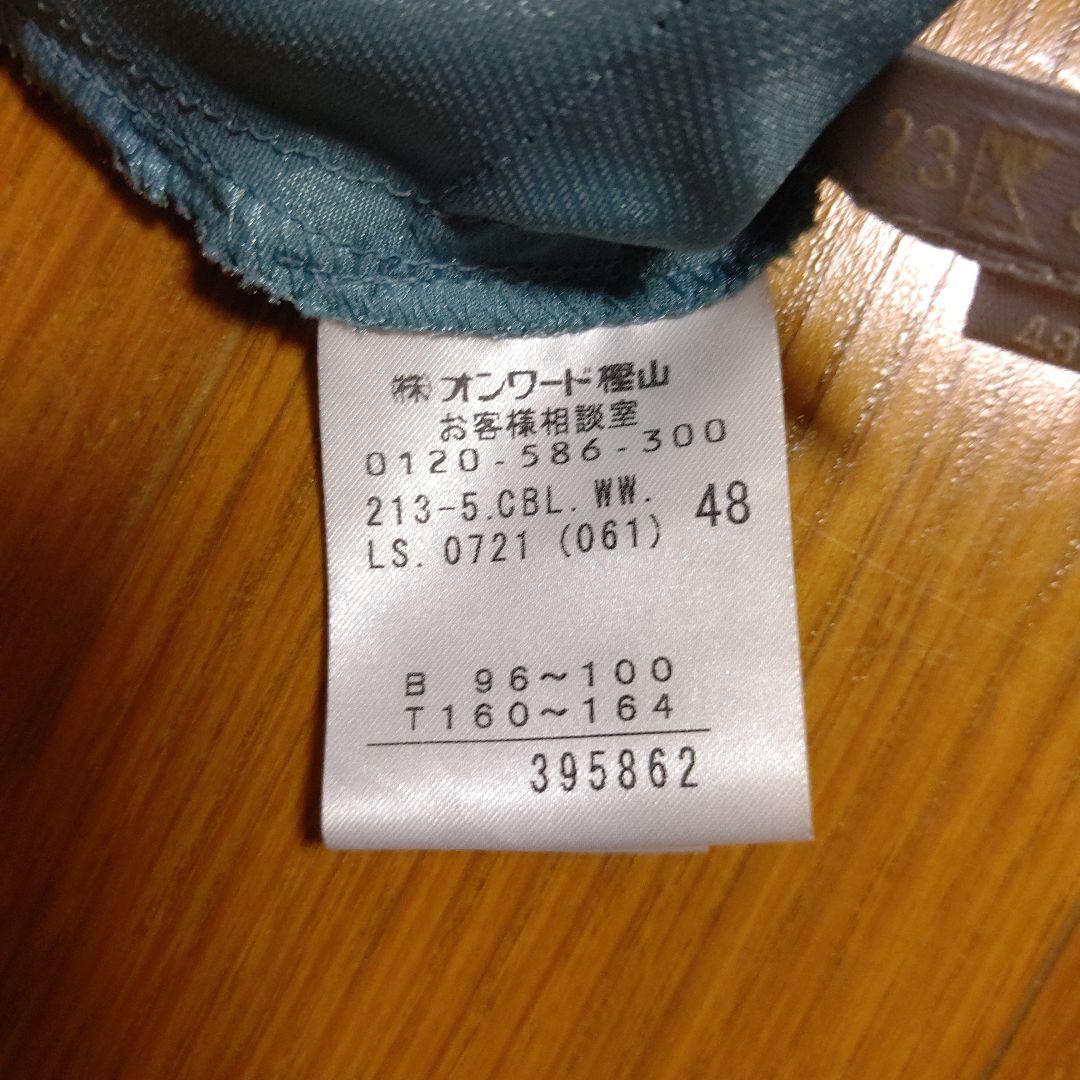 ㈱オンワード樫山
お客様相談室
0120-586-300
213-5.CBL.WW.
LS. 0721 (061)
48
B 96~100
T160~164
395862
23